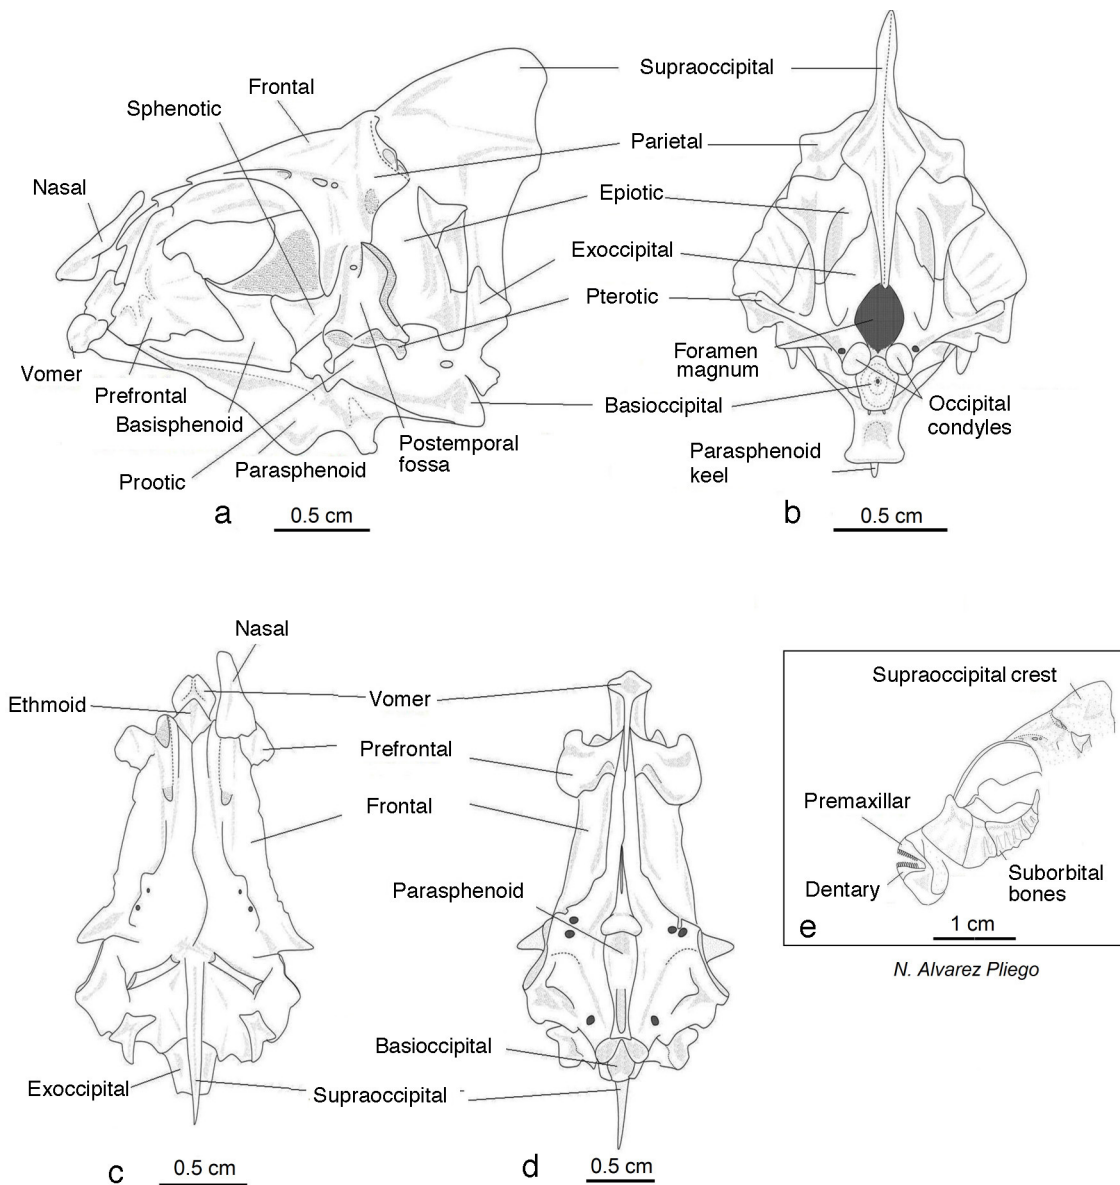 Supraoccipital
Frontal
Sphenotic
Parietal
Nasal
Epiotic
Exoccipital
Pterotic
Foramen
magnum
Vomer
Prefrontal
Basisphenoid
Basioccipital
Occipital
condyles
Postemporal
fossa
Parasphenoid
keel
Parasphenoid
Prootic
a
0.5 cm
b
0.5 cm
Nasal
Ethmoid
Vomer
Prefrontal
Frontal
Parasphenoid
Basioccipital
Exoccipital
Supraoccipital
c
0.5 cm
d
0.5 cm
Supraoccipital crest
Premaxillar
Dentary
Suborbital
bones
e
1 cm
N. Alvarez Pliego